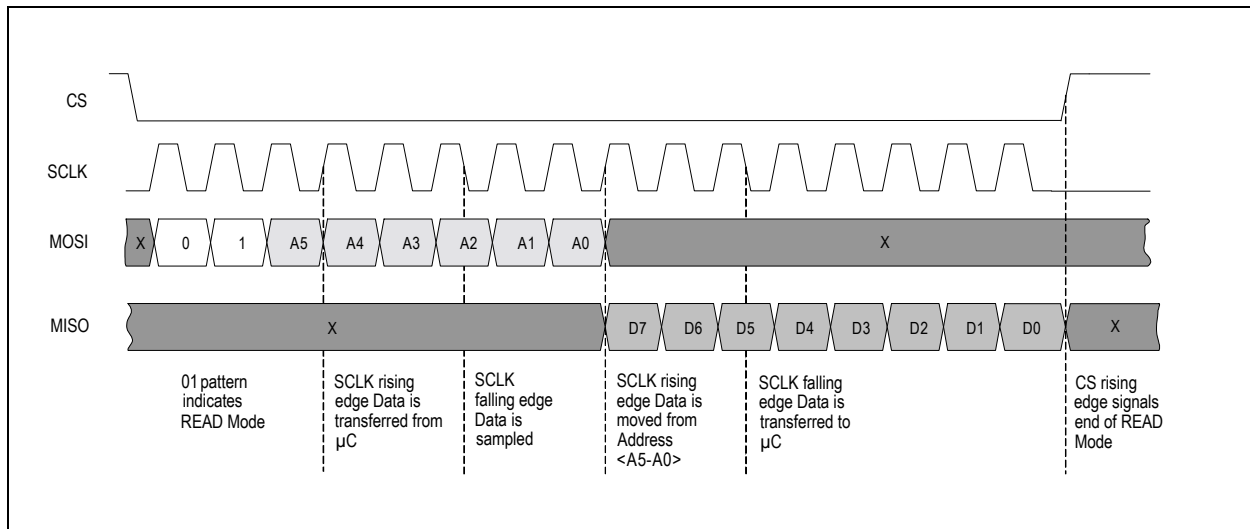 CS
SCLK
MOSI
X 0 1 A5 A4 A3 A2 A1 A0 X
MISO
X D7 D6 D5 D4 D3 D2 D1 D0 X
01 pattern
indicates
READ Mode
SCLK rising
edge Data is
transferred from
µC
SCLK
falling edge
Data is
sampled
SCLK rising
edge Data is
moved from
Address
<A5-A0>
SCLK falling
edge Data is
transferred to
µC
CS rising
edge signals
end of READ
Mode